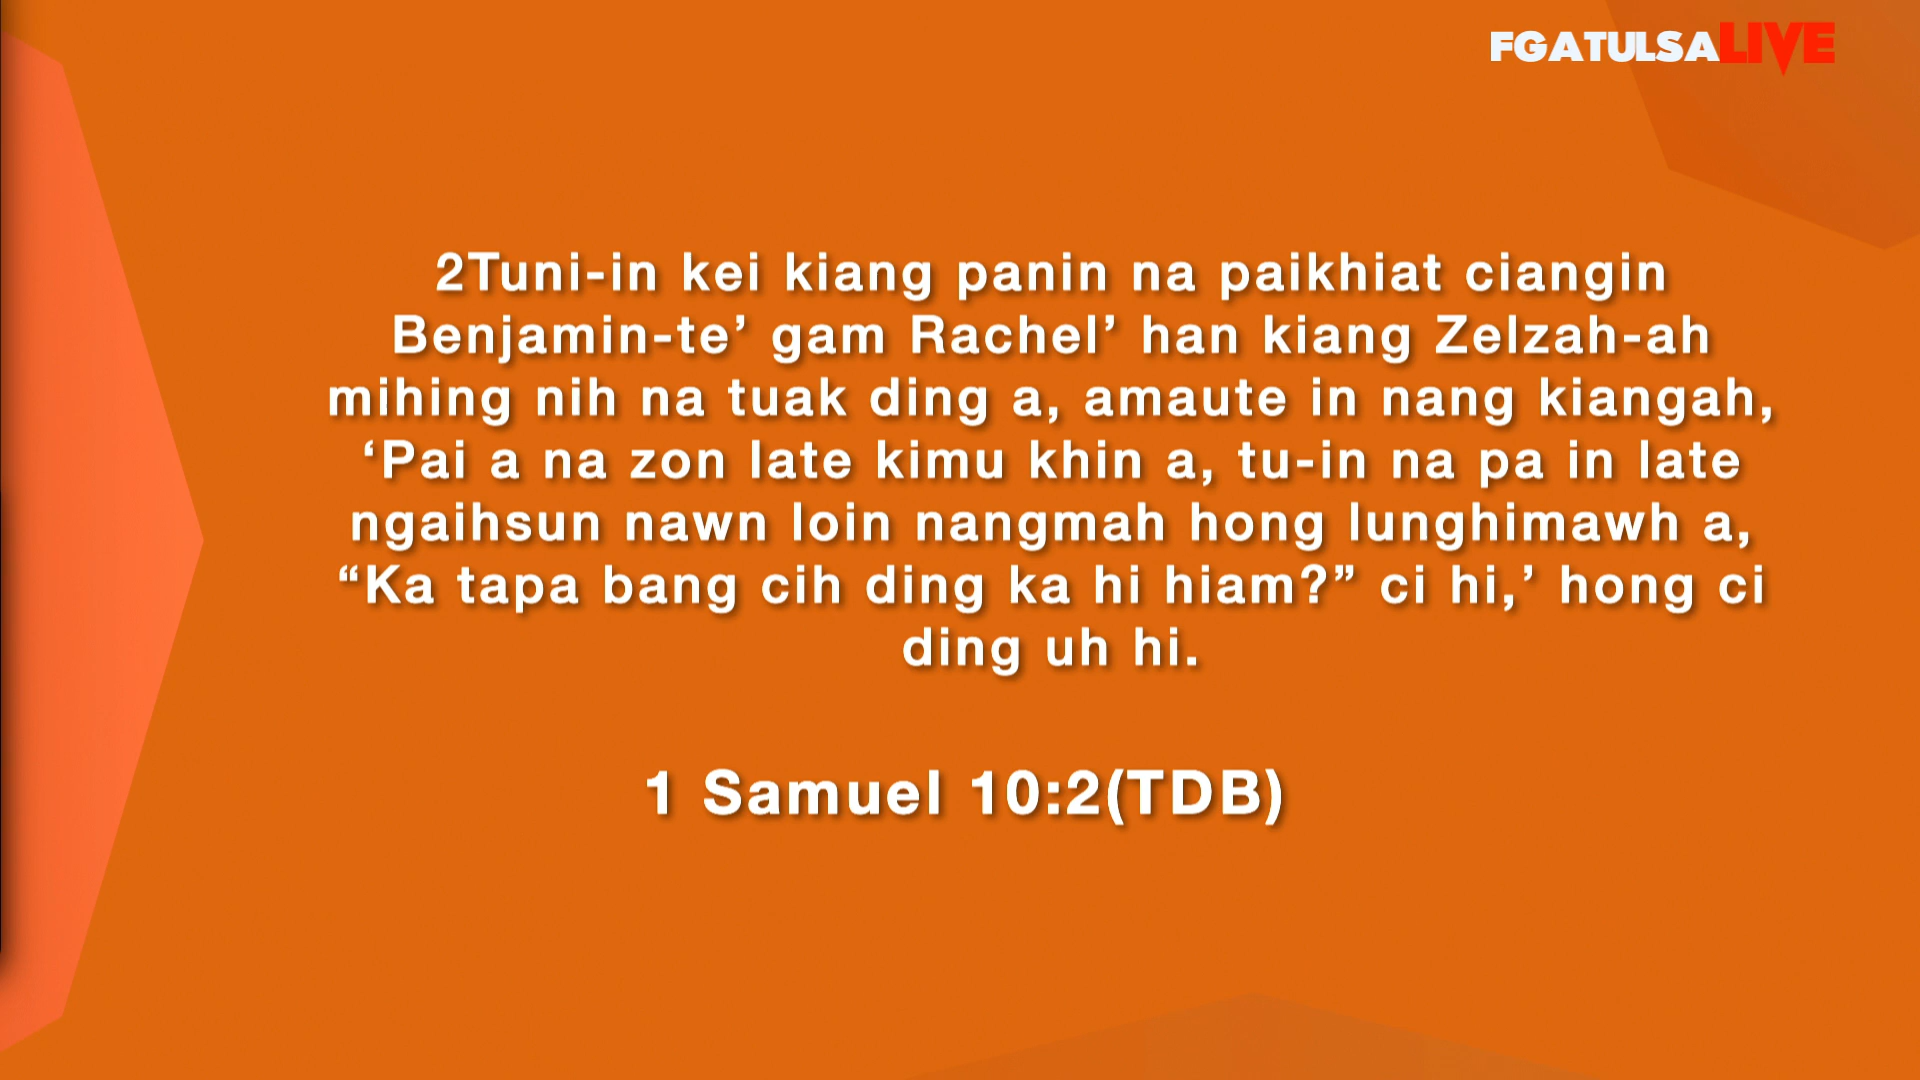 FGATULSALIVE
2Tuni-in kei kiang panin na paikhiat ciangin
Benjamin-te’ gam Rachel’ han kiang Zelzah-ah
mihing nih na tuak ding a, amaute in nang kiangah,
‘Pai a na zon late kimu khin a, tu-in na pa in late
ngaihsun nawn loin nangmah hong lunghimawh a,
“Ka tapa bang cih ding ka hi hiam?” ci hi,’ hong ci
ding uh hi.
1 Samuel 10:2(TDB)